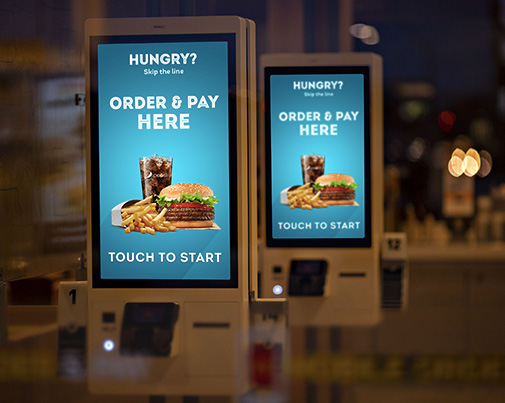 HUNGRY?
Skip the line
ORDER & PAY
HERE
TOUCH TO START
1
HUNGRY?
Skip the line
ORDER & PAY
HERE
TOUCH TO START
12